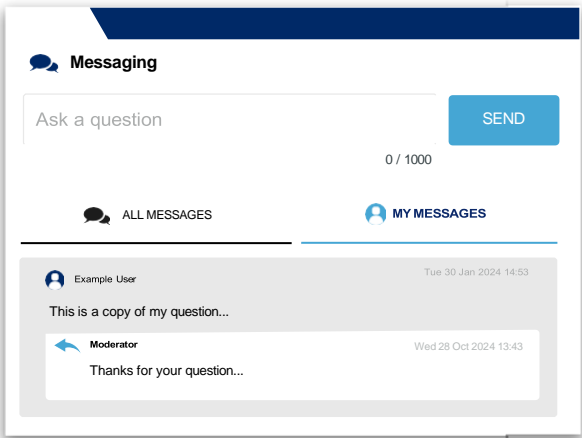 Messaging
Ask a question
SEND
0 / 1000
ALL MESSAGES
MY MESSAGES
Example User
Tue 30 Jan 2024 14:53
This is a copy of my question...
Moderator
Wed 28 Oct 2024 13:43
Thanks for your question...